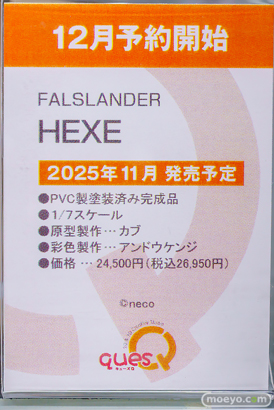 12月予約開始
FALSLANDER
HEXE
2025年11月 発売予定
●PVC製塗装済み完成品
●1/7スケール
●原型製作…カブ
●彩色製作…アンドウケンジ
●価格…24,500円(税込26,950円)
©neco
quesQ
キューズQ
moeyo.com